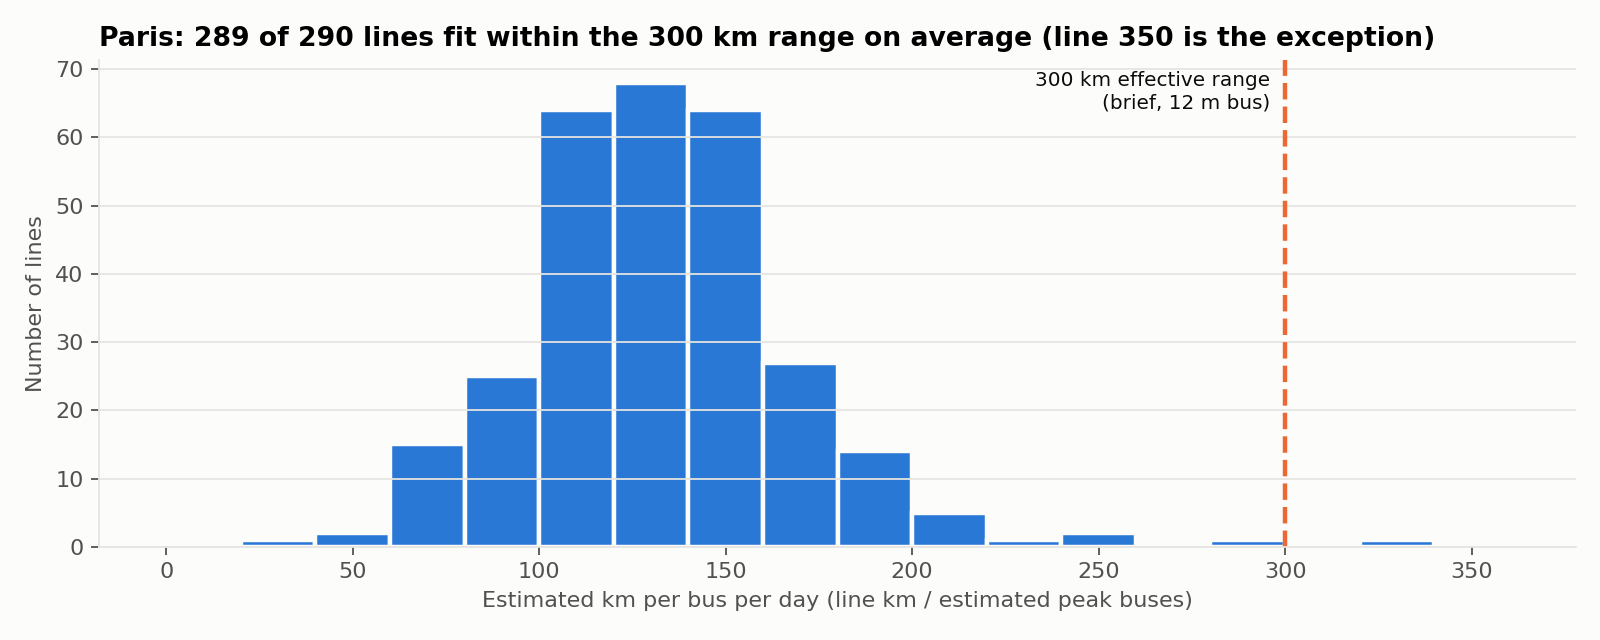 Paris: 289 of 290 lines fit within the 300 km range on average (line 350 is the exception)
300 km effective range
(brief, 12 m bus)
Number of lines
70
60
50
40
30
20
10
0
0 50 100 150 200 250 300 350
Estimated km per bus per day (line km / estimated peak buses)